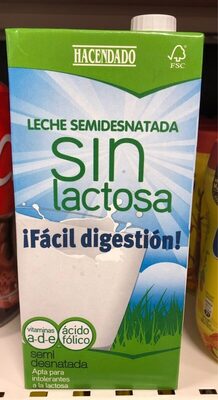 HACENDADO
FSC
LECHE SEMIDESNATADA
sin
lactosa
¡Fácil digestión!
vitaminas
a-d-e
ácido
fólico
semi
desnatada
Apta para
intolerantes
a la lactosa